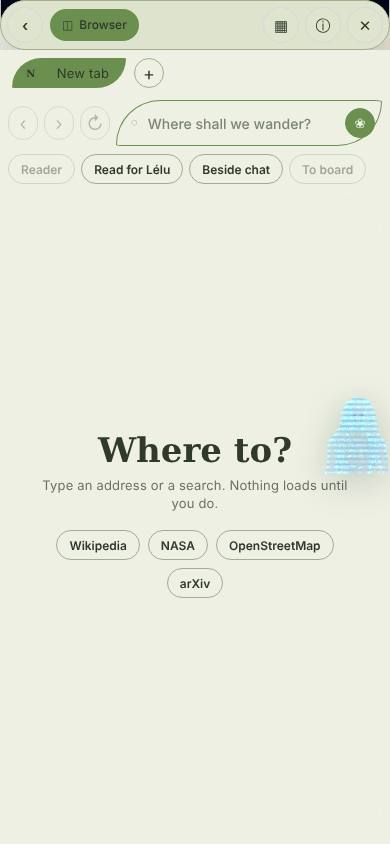 Browser
N New tab
Where shall we wander?
Reader Read for Lélu Beside chat To board
Where to?
Type an address or a search. Nothing loads until
you do.
Wikipedia NASA OpenStreetMap
arXiv